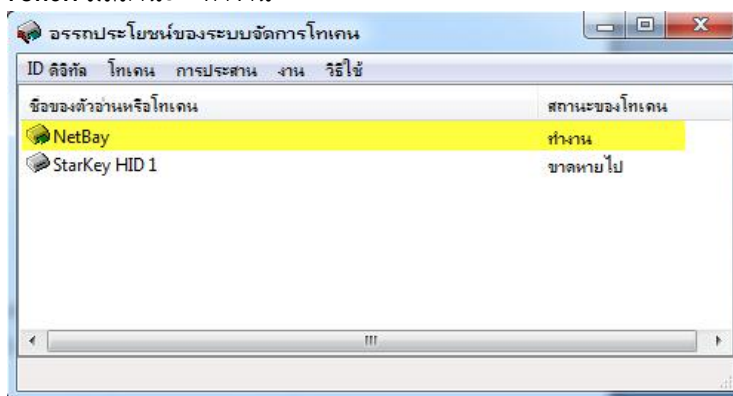 อรรถประโยชน์ของระบบจัดการโทเคน
ID ดิจิทัล โทเคน การประสาน งาน วิธีใช้
ชื่อของตัวอ่านหรือโทเคน สถานะของโทเคน
NetBay ทำงาน
StarKey HID 1 ขาดหายไป